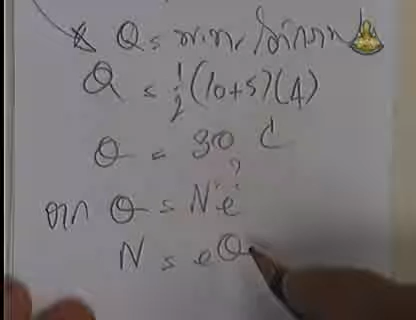 * Q = พ.ท. ใต้กราฟ
Q = 1/2 (10+5)(4)
Q = 30 C
?
จาก Q = Ne
N = eQ